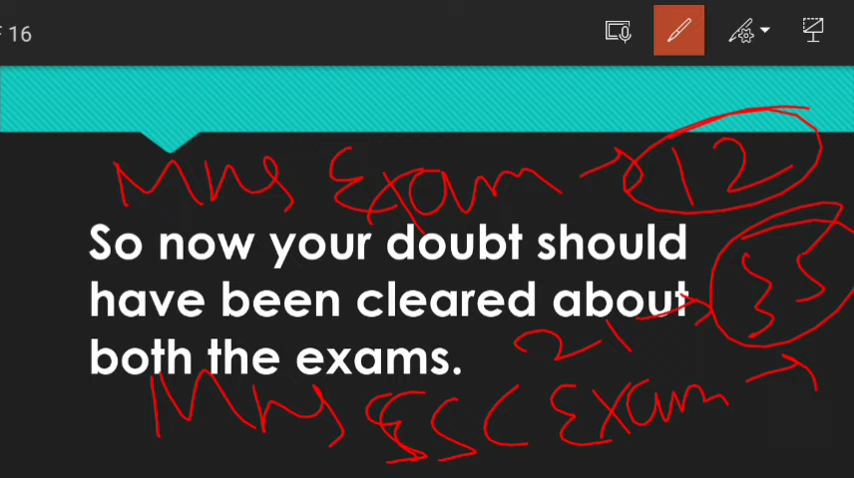 16
Mns Exam → 12
So now your doubt should
have been cleared about
both the exams.
21 → 33
Mns SSC Exam →